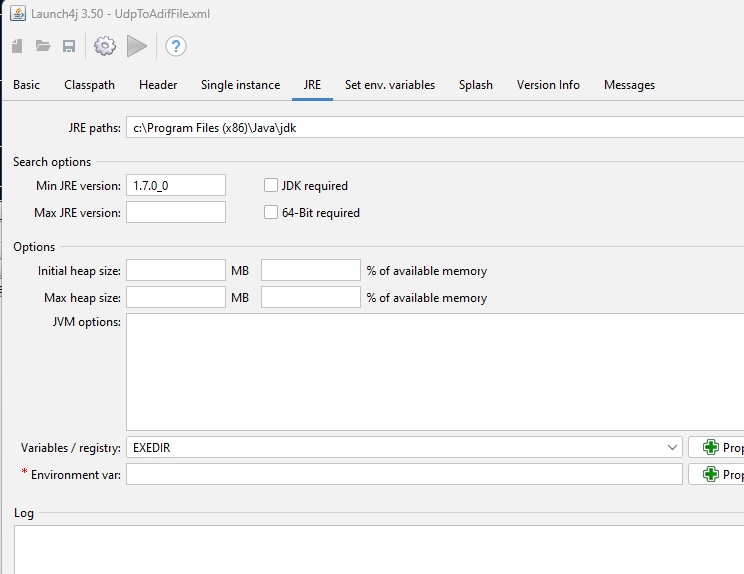 Launch4j 3.50 - UdpToAdifFile.xml
?
Basic Classpath Header Single instance JRE Set env. variables Splash Version Info Messages
JRE paths: c:\Program Files (x86)\Java\jdk
Search options
Min JRE version: 1.7.0_0 JDK required
Max JRE version: 64-Bit required
Options
Initial heap size: MB % of available memory
Max heap size: MB % of available memory
JVM options:
Variables / registry: EXEDIR Prop
* Environment var: Prop
Log